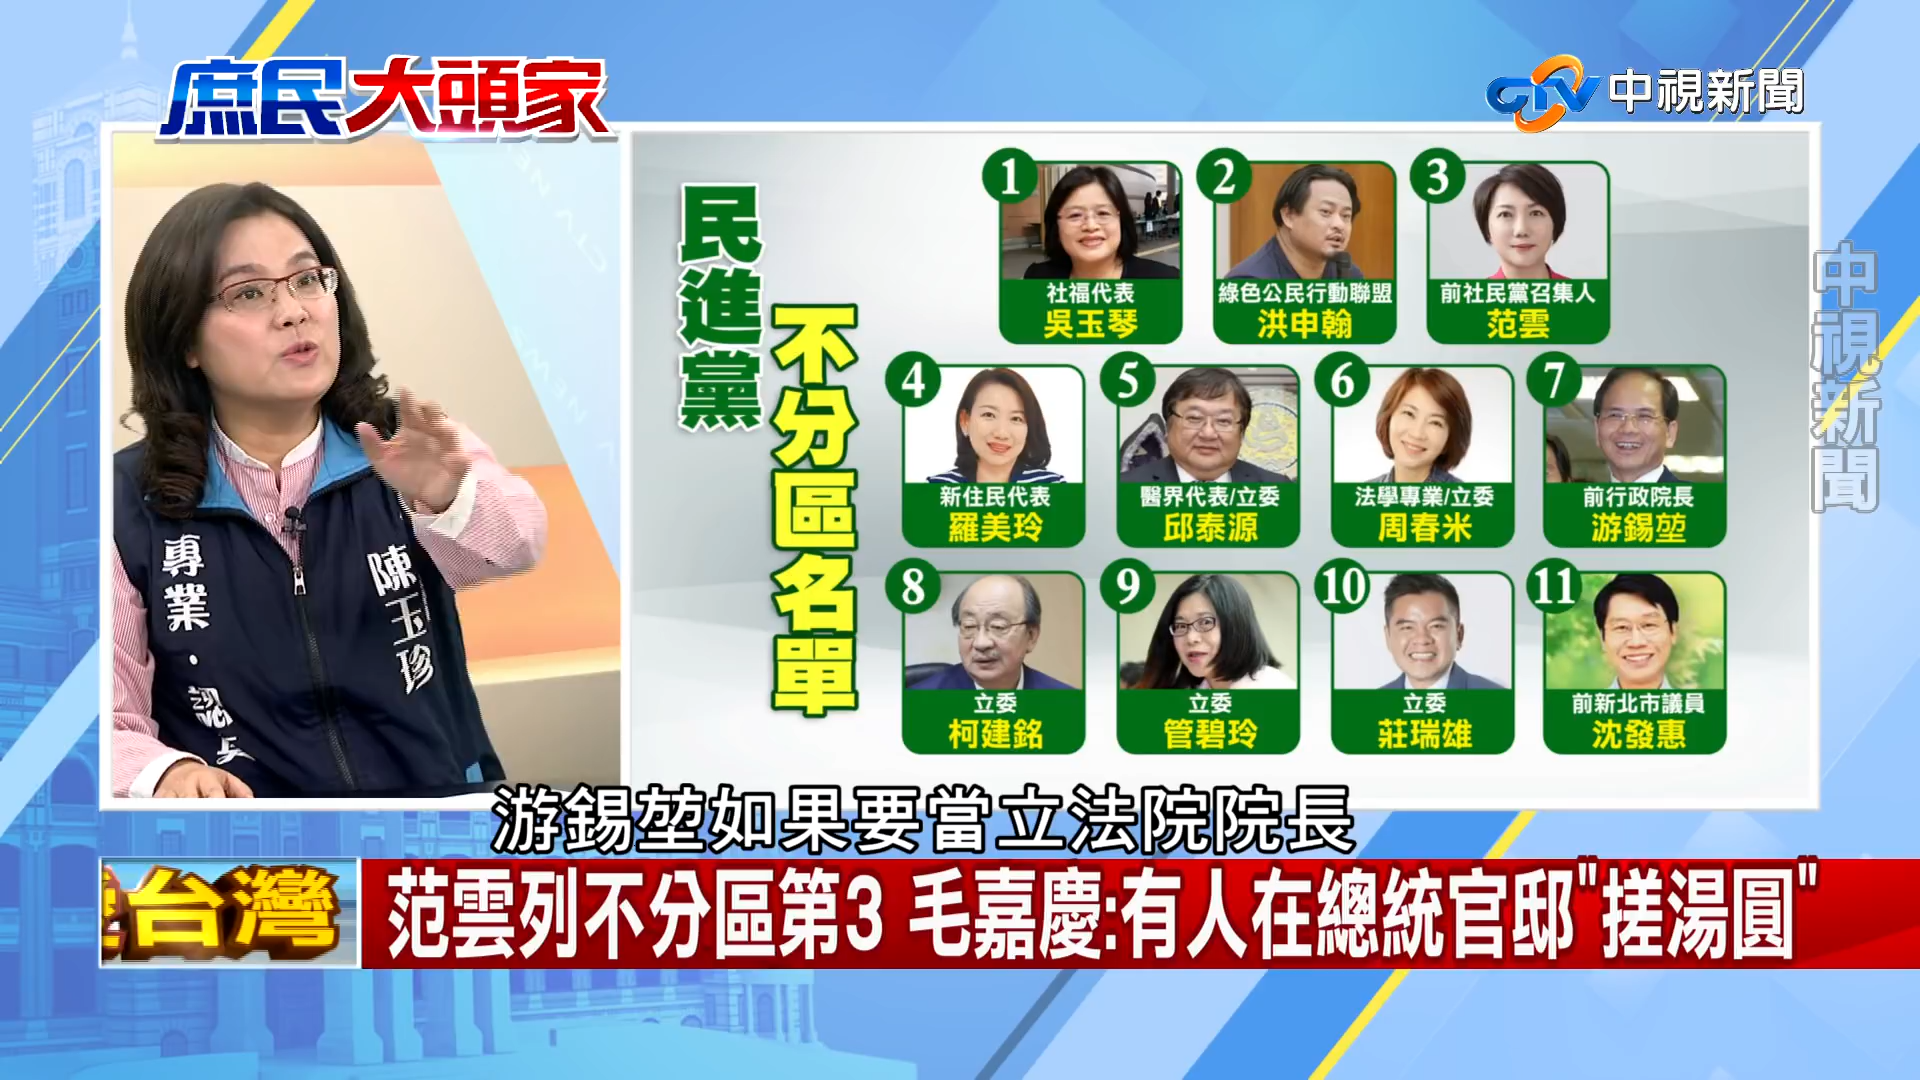 庶民大頭家
CTV中視新聞
中視新聞
民進黨
不分區名單
1
社福代表
吳玉琴
2
綠色公民行動聯盟
洪申翰
3
前社民黨召集人
范雲
4
新住民代表
羅美玲
5
醫界代表/立委
邱泰源
6
法學專業/立委
周春米
7
前行政院長
游錫堃
8
立委
柯建銘
9
立委
管碧玲
10
立委
莊瑞雄
11
前新北市議員
沈發惠
陳玉珍
專業・認真
游錫堃如果要當立法院院長
台灣
范雲列不分區第3 毛嘉慶:有人在總統官邸"搓湯圓"